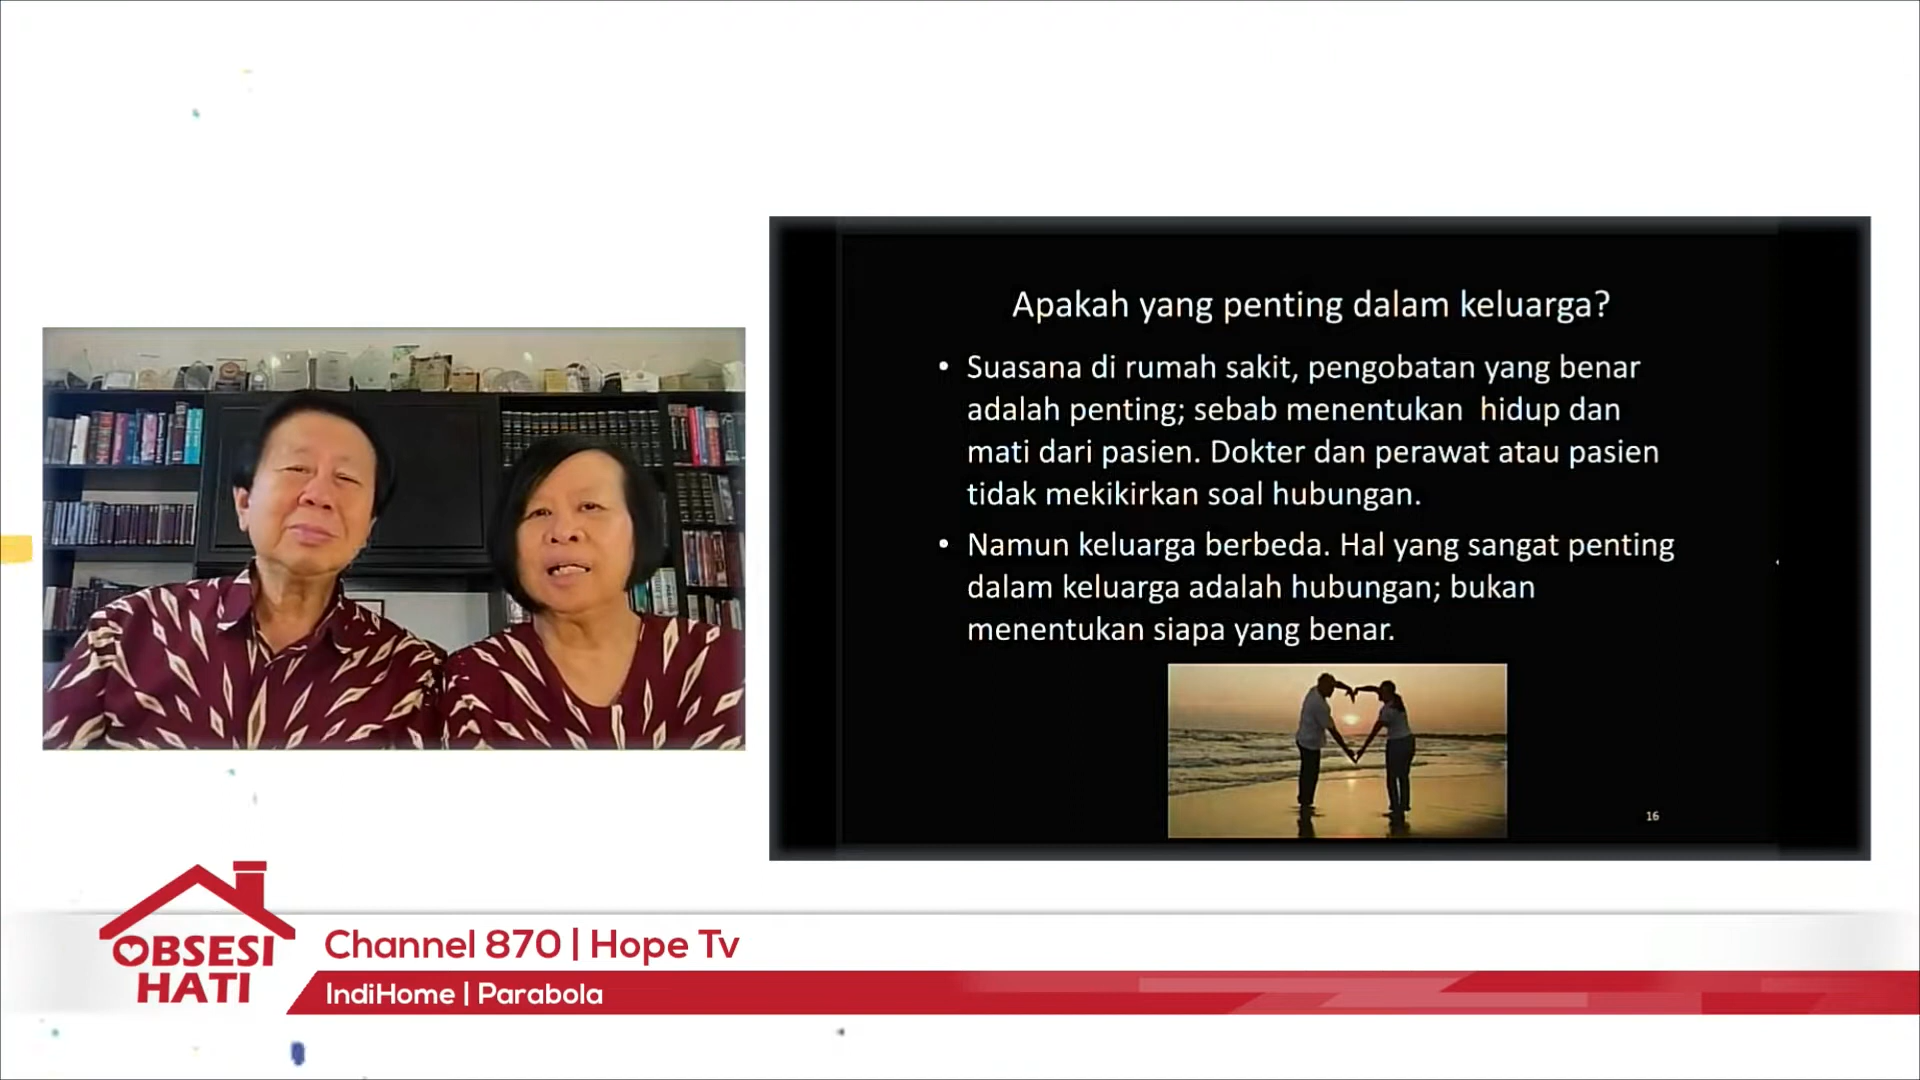 Apakah yang penting dalam keluarga?
• Suasana di rumah sakit, pengobatan yang benar
adalah penting; sebab menentukan hidup dan
mati dari pasien. Dokter dan perawat atau pasien
tidak mekikirkan soal hubungan.
• Namun keluarga berbeda. Hal yang sangat penting
dalam keluarga adalah hubungan; bukan
menentukan siapa yang benar.
16
OBSESI
HATI
Channel 870 | Hope Tv
IndiHome | Parabola